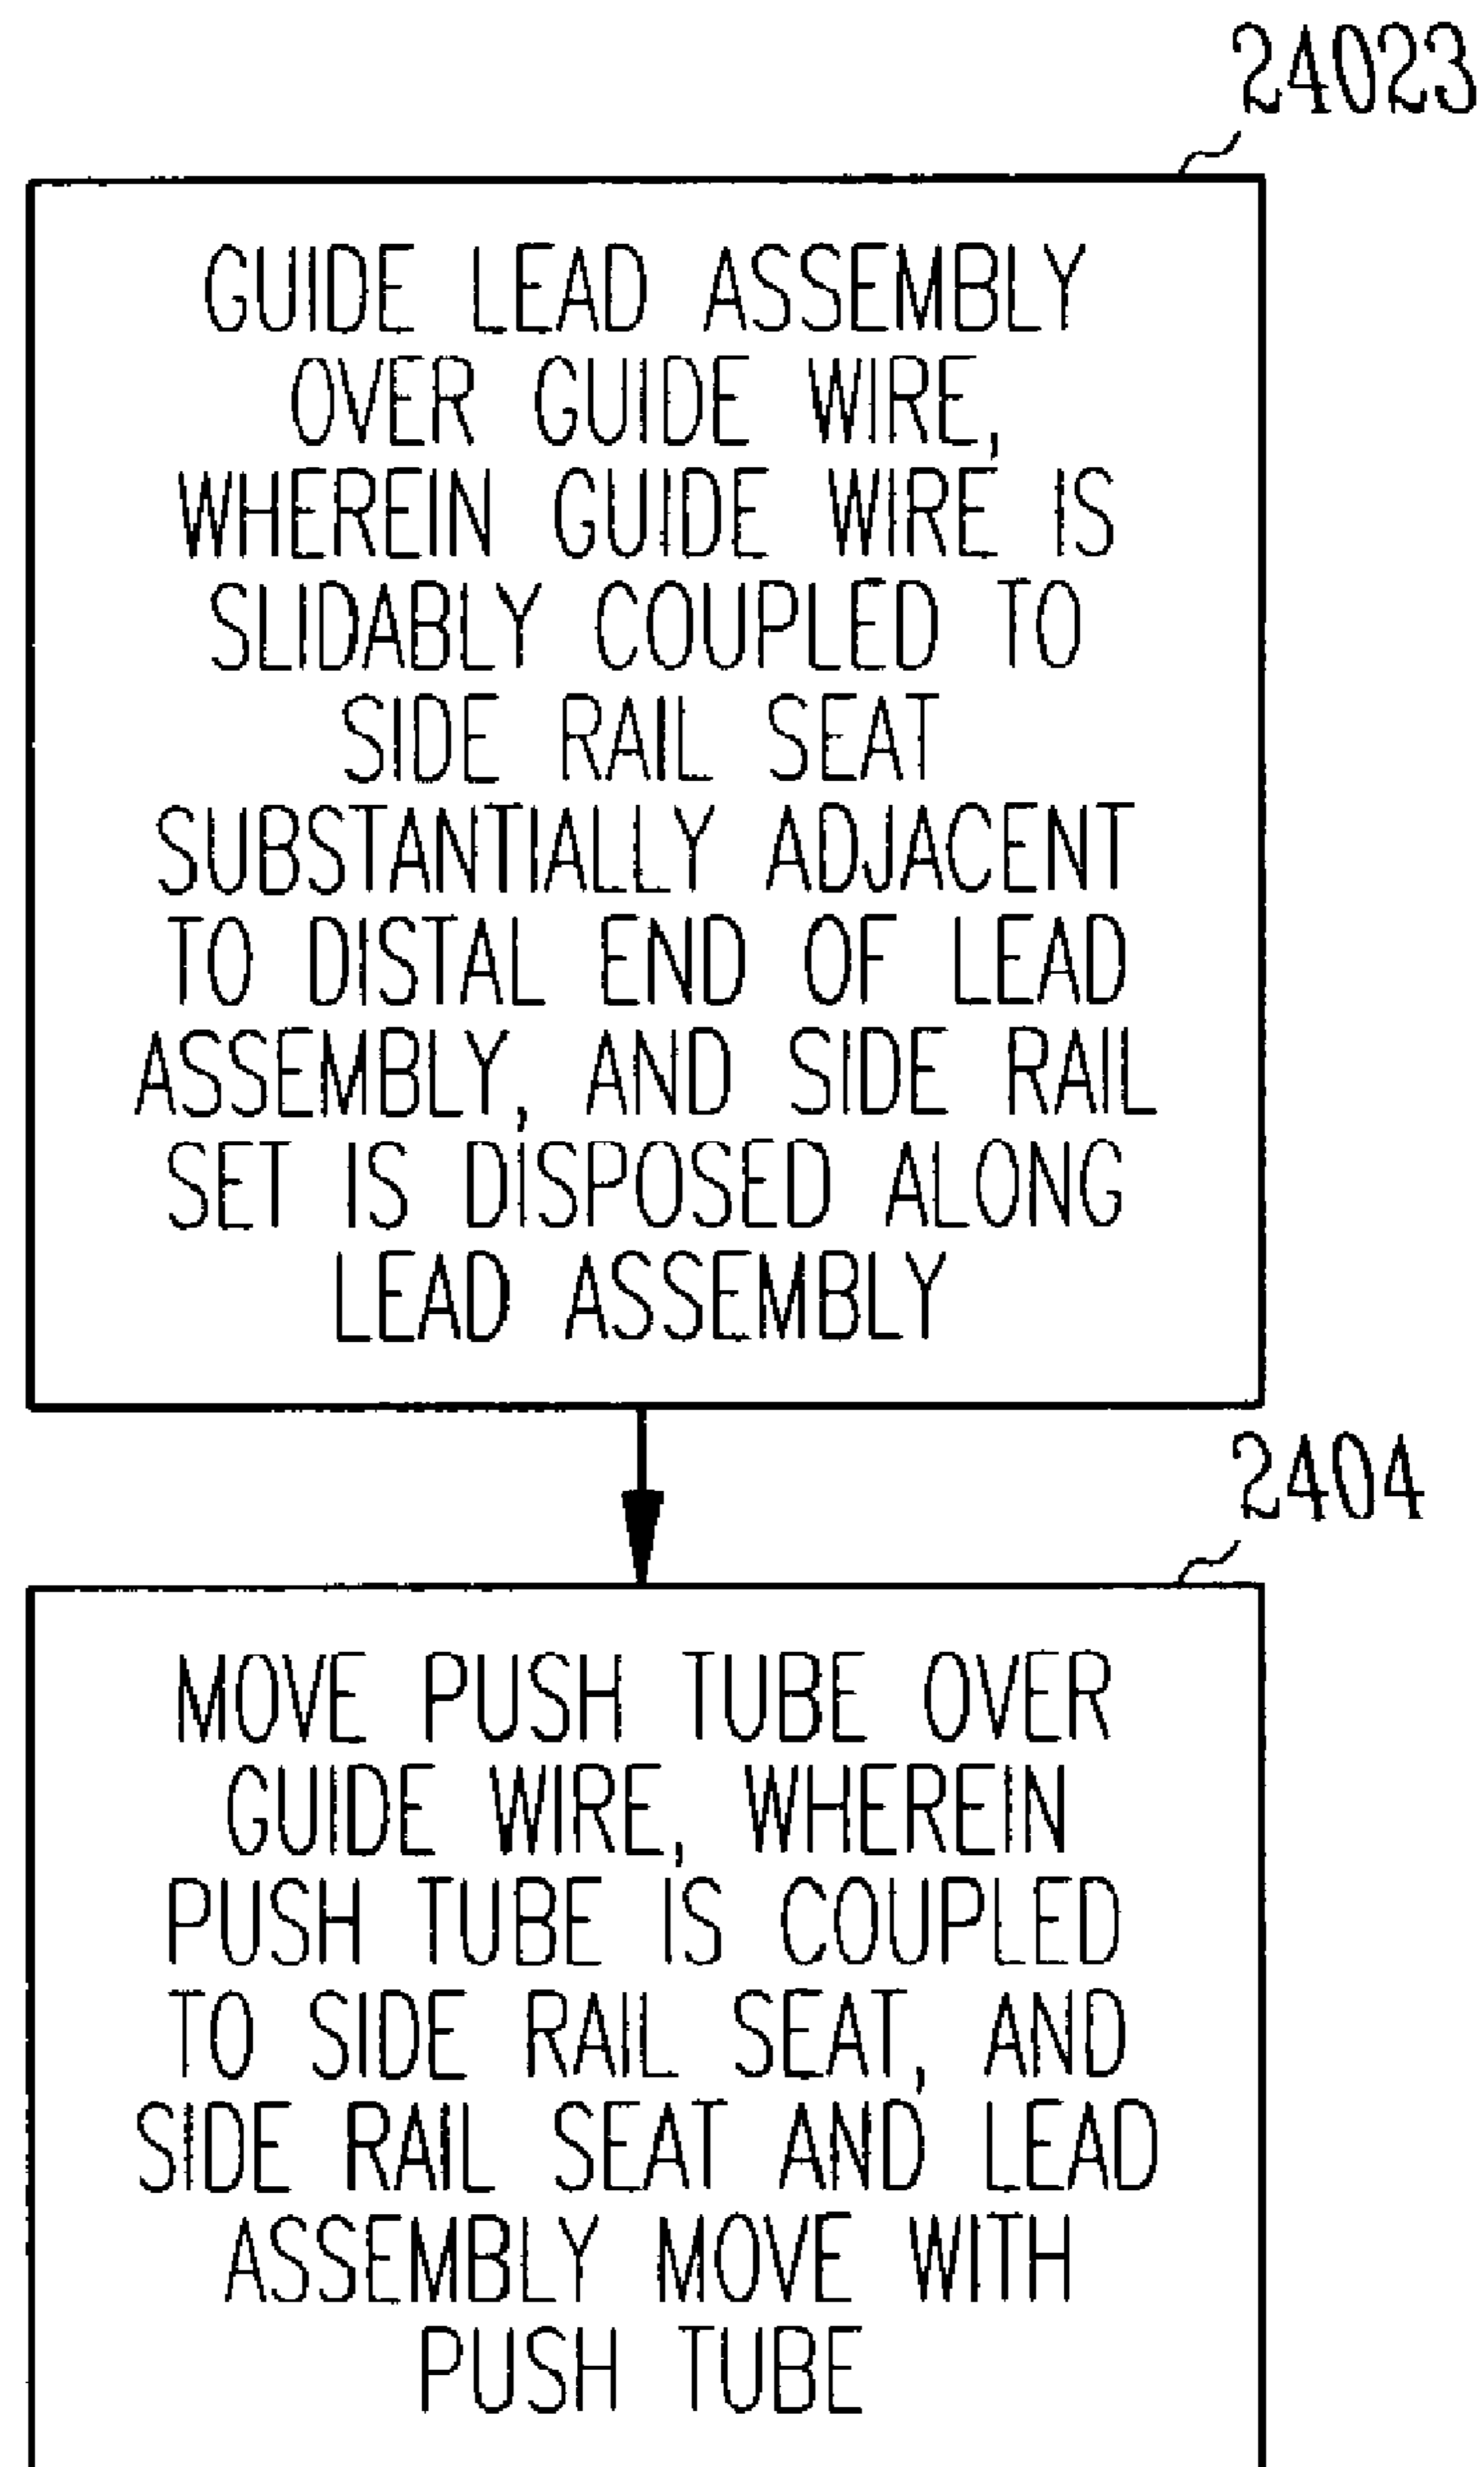 24023
GUIDE LEAD ASSEMBLY
OVER GUIDE WIRE,
WHEREIN GUIDE WIRE IS
SLIDABLY COUPLED TO
SIDE RAIL SEAT
SUBSTANTIALLY ADJACENT
TO DISTAL END OF LEAD
ASSEMBLY, AND SIDE RAIL
SET IS DISPOSED ALONG
LEAD ASSEMBLY
2404
MOVE PUSH TUBE OVER
GUIDE WIRE, WHEREIN
PUSH TUBE IS COUPLED
TO SIDE RAIL SEAT, AND
SIDE RAIL SEAT AND LEAD
ASSEMBLY MOVE WITH
PUSH TUBE